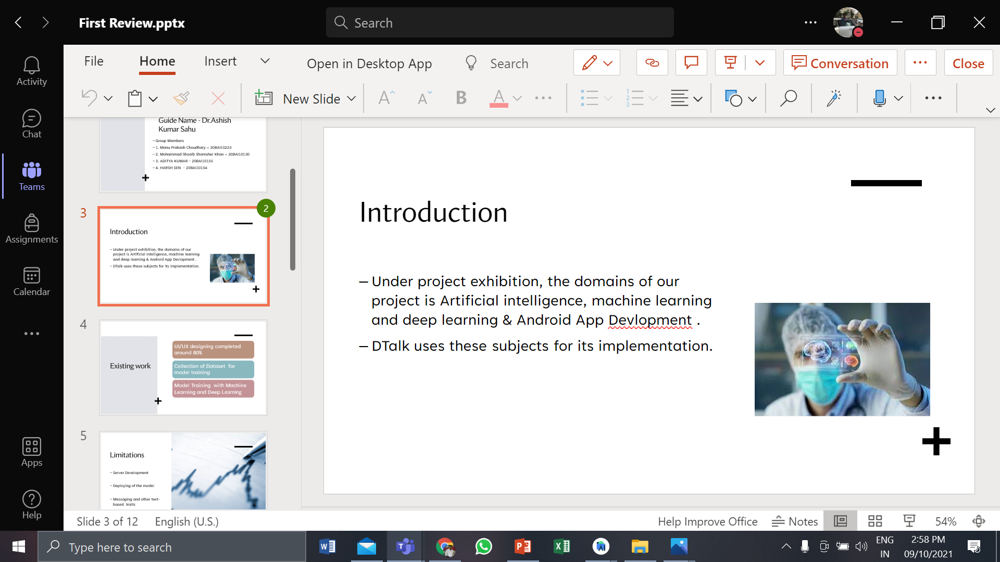 First Review.pptx
Search
File
Home
Insert
Open in Desktop App
Search
Conversation
Close
New Slide
Activity
Chat
Teams
Assignments
Calendar
Apps
Help
Guide Name - Dr.Ashish
Kumar Sahu
– Group Members
– 1. Manu Prakash Choudhary – 20BAI10223
– 2. Mohammad Shoaib Shamsher Khan – 20BAI10130
– 3. ADITYA KUMAR - 20BAI10155
– 4. HARSH SEN - 20BAI10154
3
2
Introduction
– Under project exhibition, the domains of our
project is Artificial intelligence, machine learning
and deep learning & Android App Devlopment .
– DTalk uses these subjects for its implementation.
4
Existing work
UI/UX designing completed
around 80%
Collection of Dataset for
model training
Model Training with Machine
Learning and Deep Learning
5
Limitations
– Server Development
– Deploying of the model
– Messaging and other text-
based traits
Introduction
– Under project exhibition, the domains of our
project is Artificial intelligence, machine learning
and deep learning & Android App Devlopment .
– DTalk uses these subjects for its implementation.
Slide 3 of 12
English (U.S.)
Help Improve Office
Notes
54%
Type here to search
ENG
IN
2:58 PM
09/10/2021